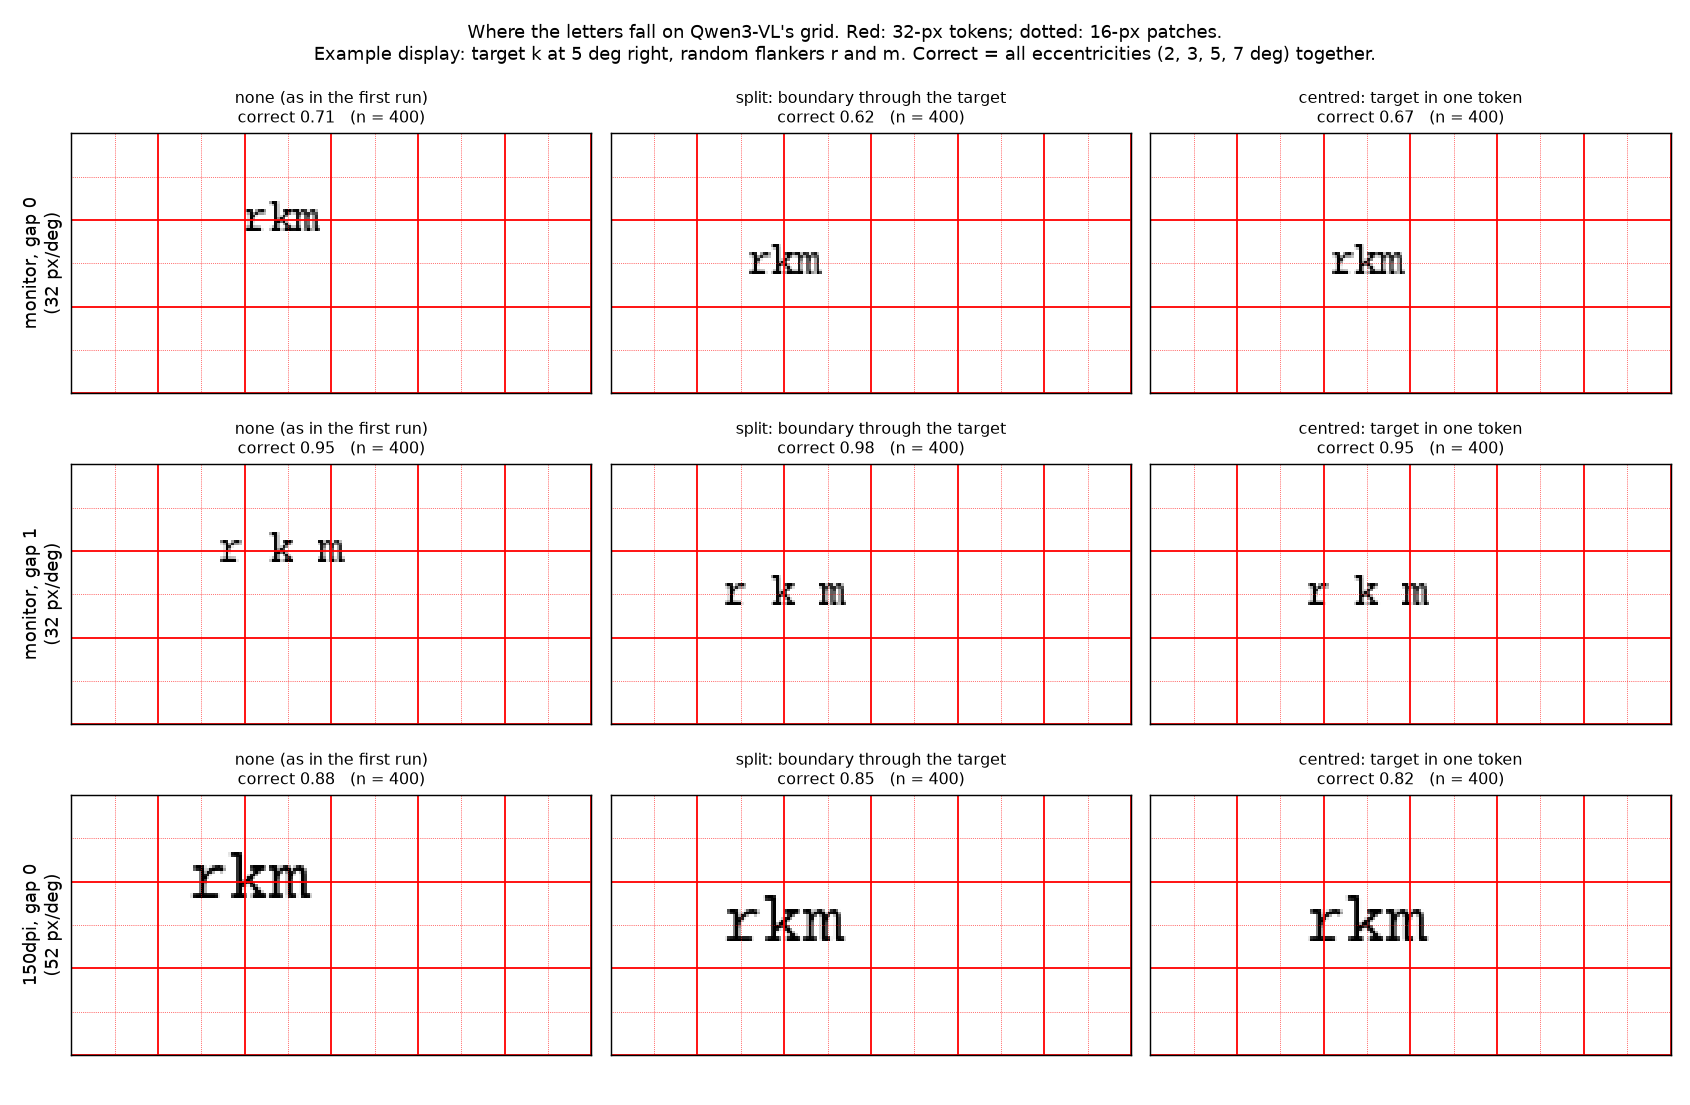 Where the letters fall on Qwen3-VL's grid. Red: 32-px tokens; dotted: 16-px patches.
Example display: target k at 5 deg right, random flankers r and m. Correct = all eccentricities (2, 3, 5, 7 deg) together.
none (as in the first run)
correct 0.71   (n = 400)
split: boundary through the target
correct 0.62   (n = 400)
centred: target in one token
correct 0.67   (n = 400)
monitor, gap 0
(32 px/deg)
rkm
rkm
rkm
none (as in the first run)
correct 0.95   (n = 400)
split: boundary through the target
correct 0.98   (n = 400)
centred: target in one token
correct 0.95   (n = 400)
monitor, gap 1
(32 px/deg)
r k m
r k m
r k m
none (as in the first run)
correct 0.88   (n = 400)
split: boundary through the target
correct 0.85   (n = 400)
centred: target in one token
correct 0.82   (n = 400)
150dpi, gap 0
(52 px/deg)
rkm
rkm
rkm